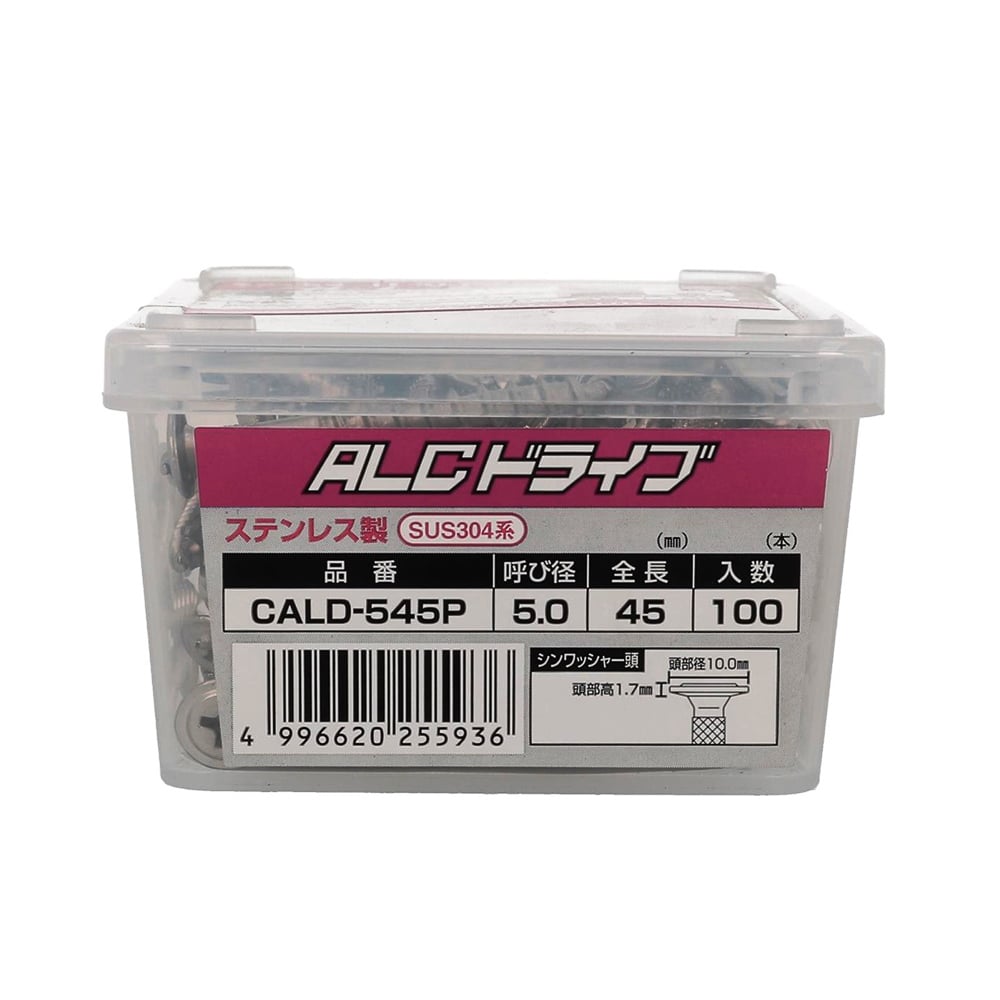 ALCドライブ
ステンレス製 SUS304系 (mm) (本)
品番 呼び径 全長 入数
CALD-545P 5.0 45 100
シンワッシャー頭
頭部径10.0mm
頭部高1.7mm
4 996620 255936